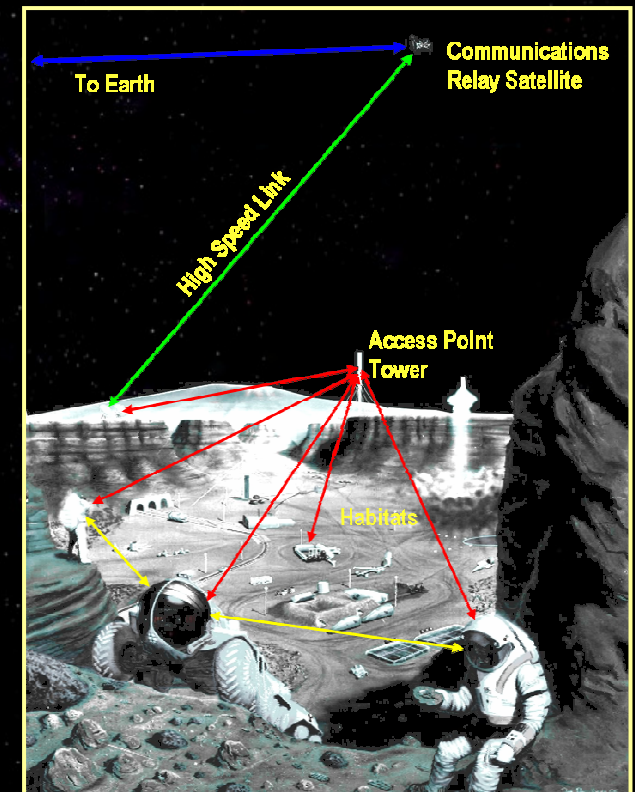 Communications
Relay Satellite
To Earth
High Speed Link
Access Point
Tower
Habitats